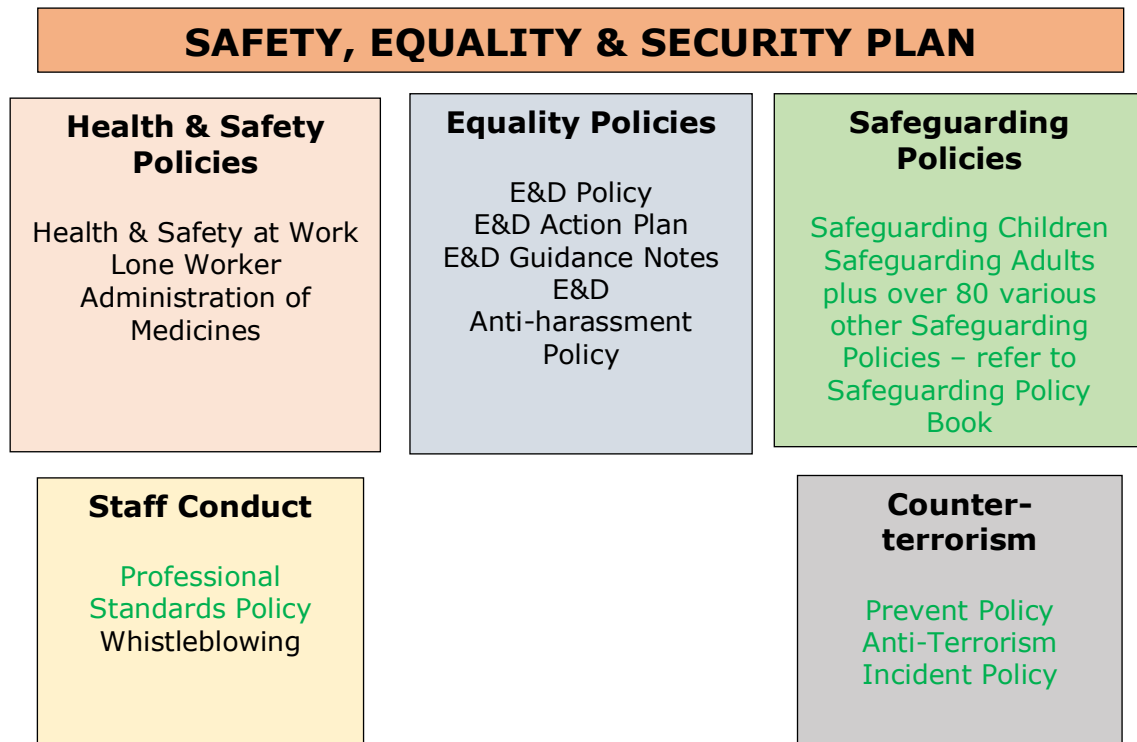 SAFETY, EQUALITY & SECURITY PLAN
Health & Safety
Policies
Health & Safety at Work
Lone Worker
Administration of
Medicines
Equality Policies
E&D Policy
E&D Action Plan
E&D Guidance Notes
E&D
Anti-harassment
Policy
Safeguarding
Policies
Safeguarding Children
Safeguarding Adults
plus over 80 various
other Safeguarding
Policies – refer to
Safeguarding Policy
Book
Staff Conduct
Professional
Standards Policy
Whistleblowing
Counter-
terrorism
Prevent Policy
Anti-Terrorism
Incident Policy